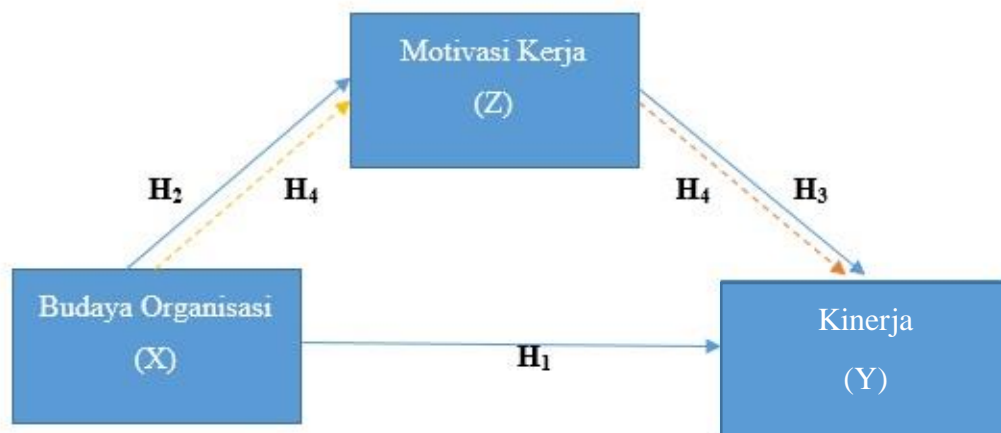 Motivasi Kerja
(Z)
H₂
H₄
H₄
H₃
Budaya Organisasi
(X)
H₁
Kinerja
(Y)